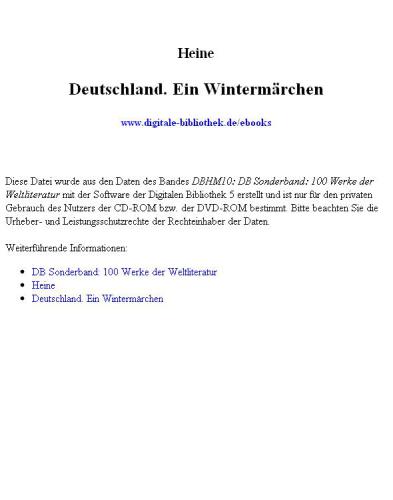 Heine
Deutschland. Ein Wintermärchen
www.digitale-bibliothek.de/ebooks
Diese Datei wurde aus den Daten des Bandes DBHM10: DB Sonderband: 100 Werke der
Weltliteratur mit der Software der Digitalen Bibliothek 5 erstellt und ist nur für den privaten
Gebrauch des Nutzers der CD-ROM bzw. der DVD-ROM bestimmt. Bitte beachten Sie die
Urheber- und Leistungsschutzrechte der Rechteinhaber der Daten.
Weiterführende Informationen:
• DB Sonderband: 100 Werke der Weltliteratur
• Heine
• Deutschland. Ein Wintermärchen